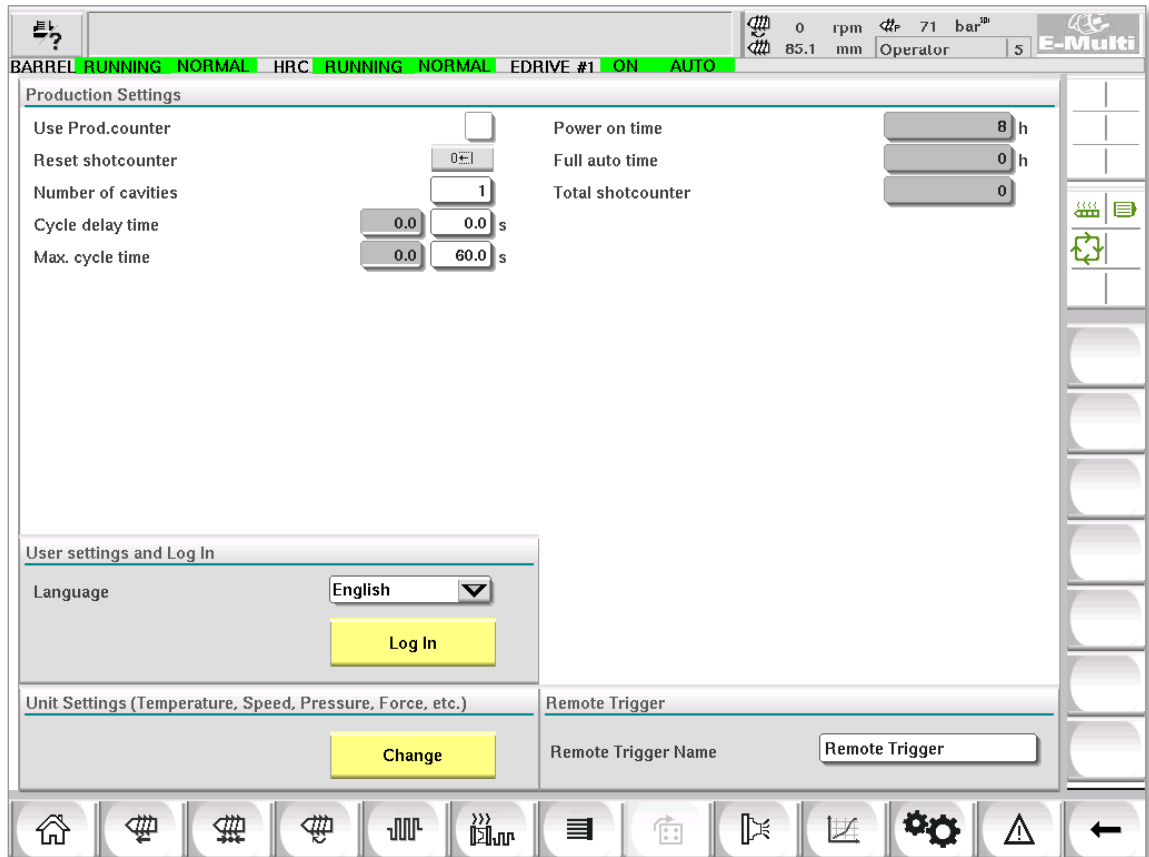 0 rpm P 71 bar spi
85.1 mm Operator 5 E-Multi
BARREL RUNNING NORMAL HRC RUNNING NORMAL EDRIVE #1 ON AUTO
Production Settings
Use Prod.counter
Reset shotcounter 0
Number of cavities 1
Cycle delay time 0.0 0.0 s
Max. cycle time 0.0 60.0 s
Power on time 8 h
Full auto time 0 h
Total shotcounter 0
User settings and Log In
Language English
Log In
Unit Settings (Temperature, Speed, Pressure, Force, etc.)
Change
Remote Trigger
Remote Trigger Name Remote Trigger